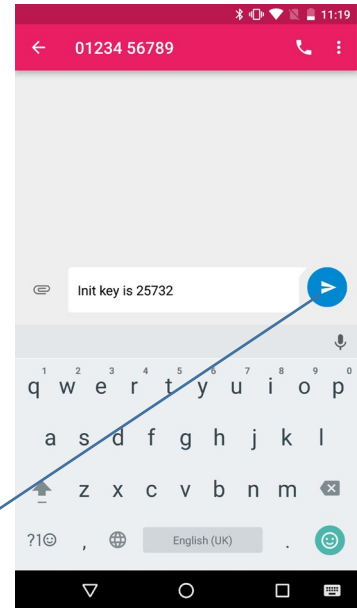 11:19
01234 56789
Init key is 25732
1 2 3 4 5 6 7 8 9 0
q w e r t y u i o p
a s d f g h j k l
z x c v b n m
?1☺ , English (UK) .